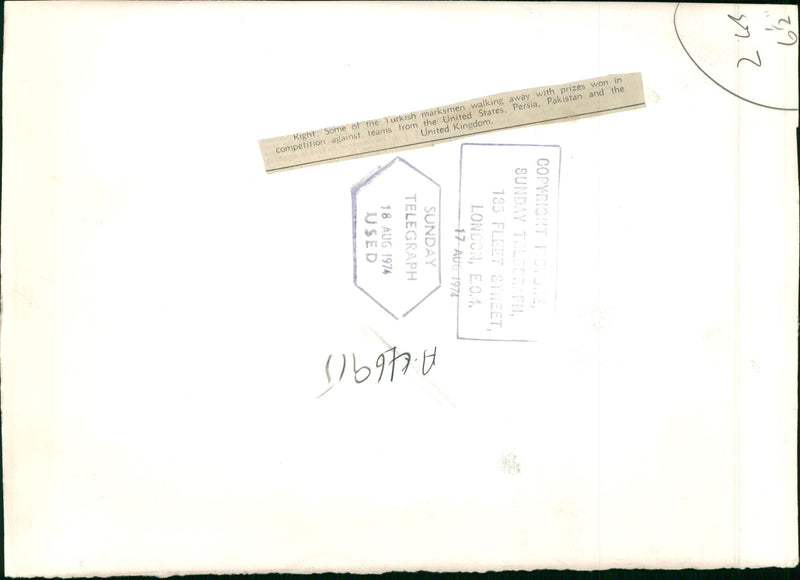 Right: Some of the Turkish marksmen walking away with prizes won in
competition against teams from the United States, Persia, Pakistan and the
United Kingdom.
COPYRIGHT PICTURE,
SUNDAY TELEGRAPH,
135 FLEET STREET,
LONDON, E.C.4.
17 AUG 1974
SUNDAY
TELEGRAPH
18 AUG 1974
USED